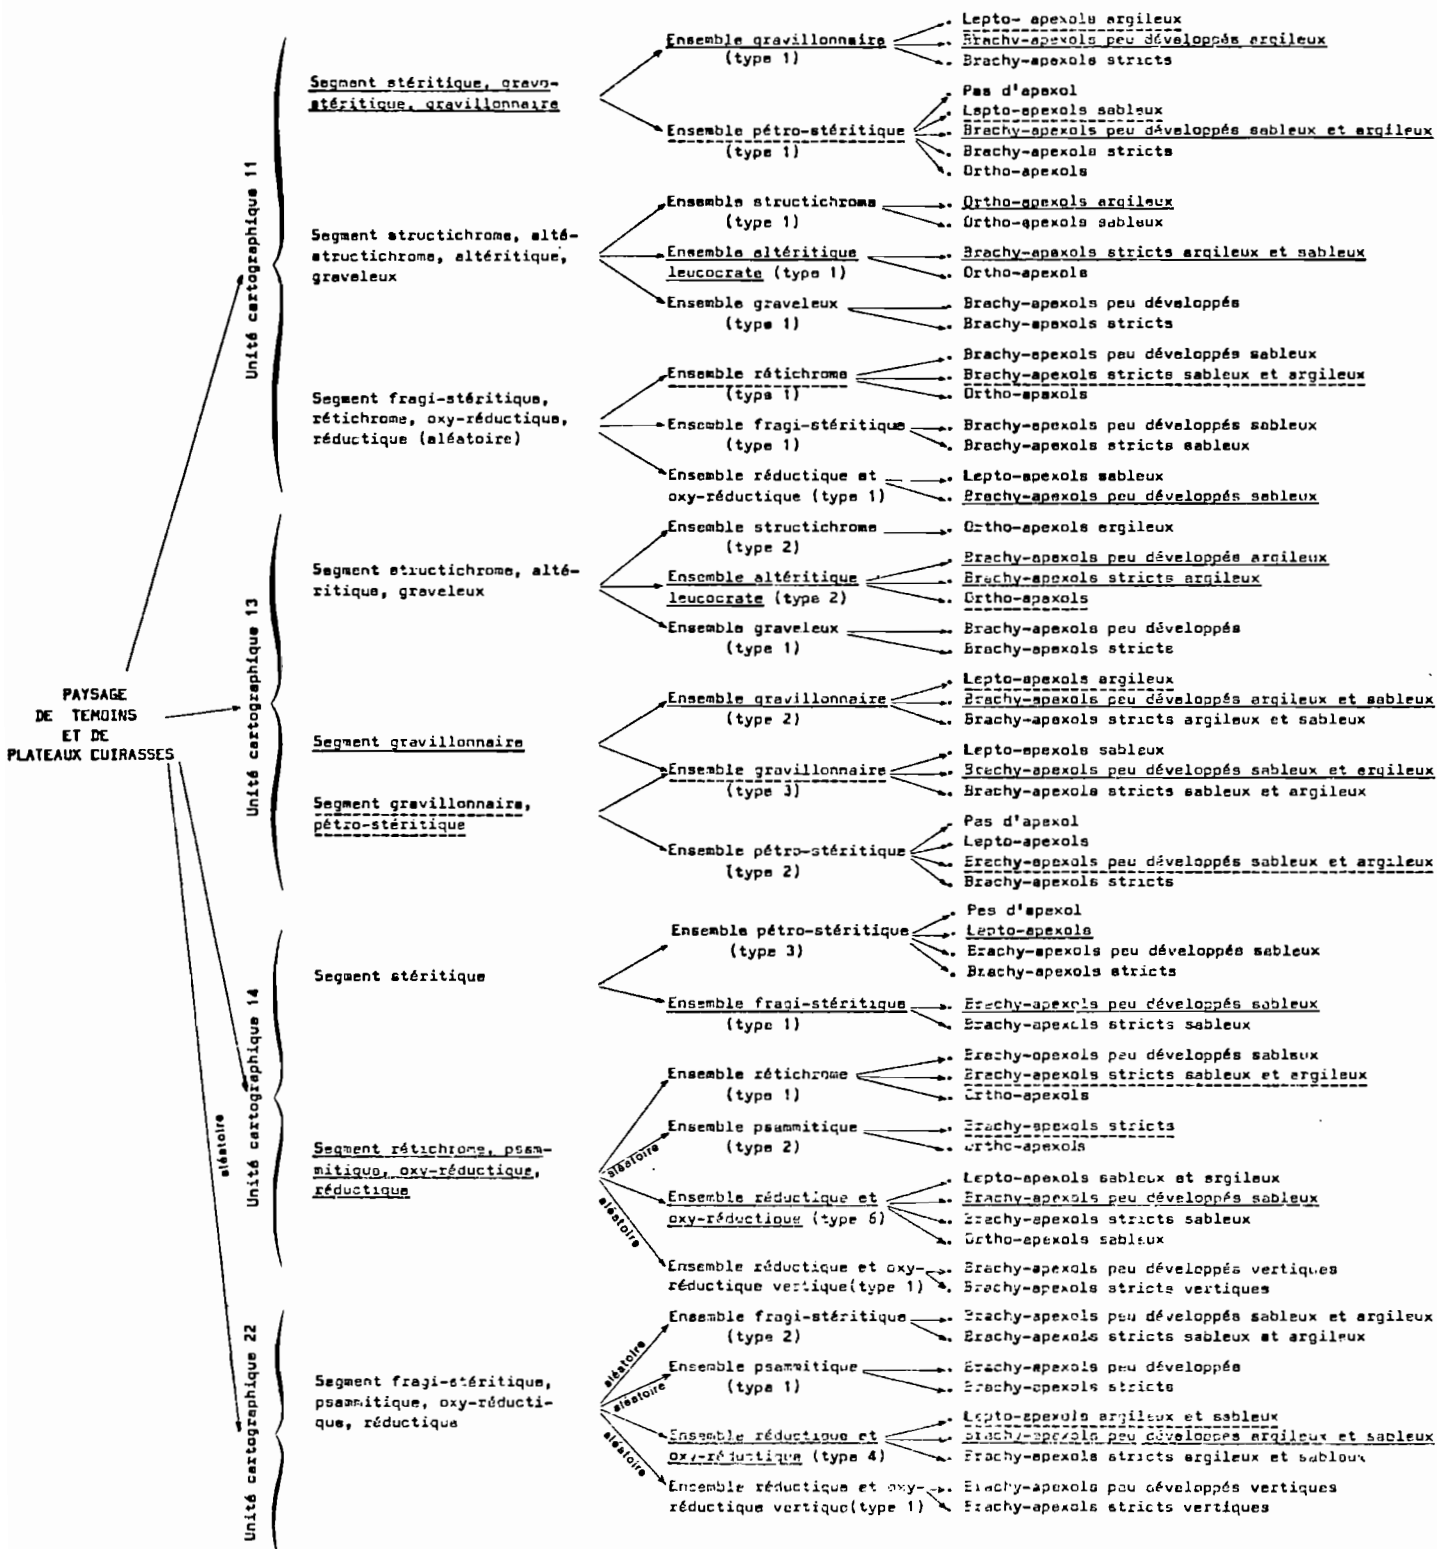 PAYSAGE
DE TEMOINS
ET DE
PLATEAUX CUIRASSES
aléatoire
Unité cartographique 11
Segment stéritique, gravo-
stéritique, gravillonnaire
Ensemble gravillonnaire
(type 1)
Lepto- apexols argileux
Brachy-apexols peu développés argileux
Brachy-apexols stricts
Ensemble pétro-stéritique
(type 1)
Pas d'apexol
Lepto-apexols sableux
Brachy-apexols peu développés sableux et argileux
Brachy-apexols stricts
Ortho-apexols
Segment structichrome, alté-
structichrome, altéritique,
graveleux
Ensemble structichrome
(type 1)
Ortho-apexols argileux
Ortho-apexols sableux
Ensemble altéritique
leucocrate (type 1)
Brachy-apexols stricts argileux et sableux
Ortho-apexols
Ensemble graveleux
(type 1)
Brachy-apexols peu développés
Brachy-apexols stricts
Segment fragi-stéritique,
rétichrome, oxy-réductique,
réductique (aléatoire)
Ensemble rétichrome
(type 1)
Brachy-apexols peu développés sableux
Brachy-apexols stricts sableux et argileux
Ortho-apexols
Ensemble fragi-stéritique
(type 1)
Brachy-apexols peu développés sableux
Brachy-apexols stricts sableux
Ensemble réductique et
oxy-réductique (type 1)
Lepto-apexols sableux
Brachy-apexols peu développés sableux
Unité cartographique 13
Segment structichrome, alté-
ritique, graveleux
Ensemble structichrome
(type 2)
Ortho-apexols argileux
Ensemble altéritique
leucocrate (type 2)
Brachy-apexols peu développés argileux
Brachy-apexols stricts argileux
Ortho-apexols
Ensemble graveleux
(type 1)
Brachy-apexols peu développés
Brachy-apexols stricts
Segment gravillonnaire
Segment gravillonnaire,
pétro-stéritique
Ensemble gravillonnaire
(type 2)
Lepto-apexols argileux
Brachy-apexols peu développés argileux et sableux
Brachy-apexols stricts argileux et sableux
Ensemble gravillonnaire
(type 3)
Lepto-apexols sableux
Brachy-apexols peu développés sableux et argileux
Brachy-apexols stricts sableux et argileux
Ensemble pétro-stéritique
(type 2)
Pas d'apexol
Lepto-apexols
Brachy-apexols peu développés sableux et argileux
Brachy-apexols stricts
Unité cartographique 14
Segment stéritique
Ensemble pétro-stéritique
(type 3)
Pas d'apexol
Lepto-apexols
Brachy-apexols peu développés sableux
Brachy-apexols stricts
Ensemble fragi-stéritique
(type 1)
Brachy-apexols peu développés sableux
Brachy-apexols stricts sableux
Segment rétichrome, psam-
mitique, oxy-réductique,
réductique
Ensemble rétichrome
(type 1)
Brachy-apexols peu développés sableux
Brachy-apexols stricts sableux et argileux
Ortho-apexols
aléatoire
Ensemble psammitique
(type 2)
Brachy-apexols stricts
Ortho-apexols
Ensemble réductique et
oxy-réductique (type 6)
Lepto-apexols sableux et argileux
Brachy-apexols peu développés sableux
Brachy-apexols stricts sableux
Ortho-apexols sableux
aléatoire
Ensemble réductique et oxy-
réductique vertique(type 1)
Brachy-apexols peu développés vertiques
Brachy-apexols stricts vertiques
Unité cartographique 22
Segment fragi-stéritique,
psammitique, oxy-réducti-
que, réductique
aléatoire
Ensemble fragi-stéritique
(type 2)
Brachy-apexols peu développés sableux et argileux
Brachy-apexols stricts sableux et argileux
aléatoire
Ensemble psammitique
(type 1)
Brachy-apexols peu développés
Brachy-apexols stricts
Ensemble réductique et
oxy-réductique (type 4)
Lepto-apexols argileux et sableux
Brachy-apexols peu développés argileux et sableux
Brachy-apexols stricts argileux et sableux
aléatoire
Ensemble réductique et oxy-
réductique vertique(type 1)
Brachy-apexols peu développés vertiques
Brachy-apexols stricts vertiques